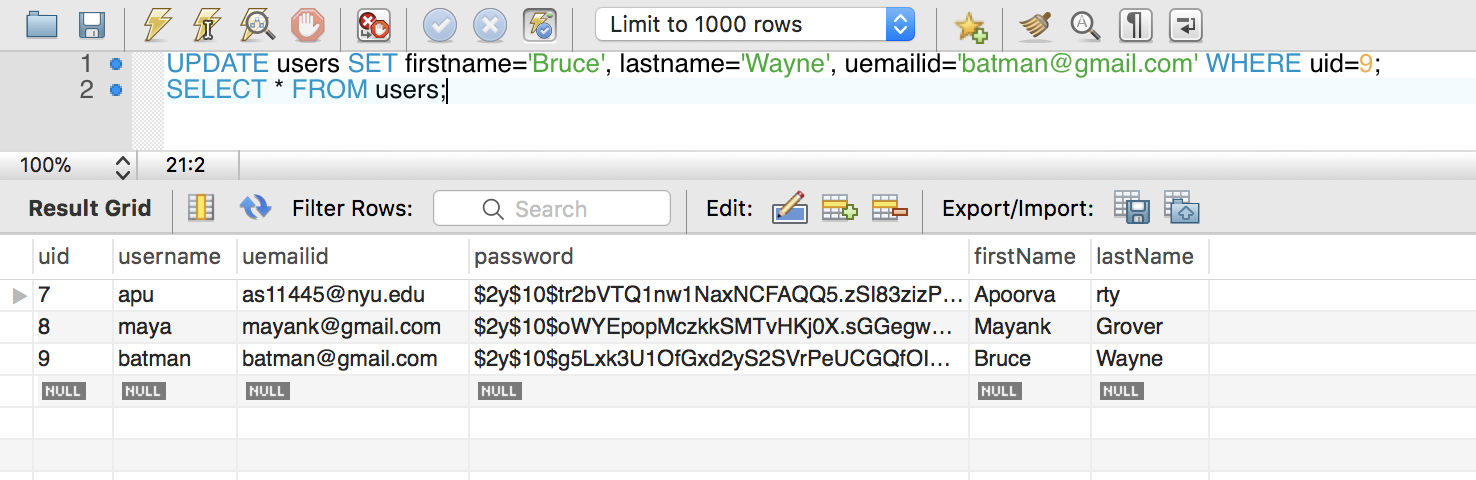 Limit to 1000 rows
1 UPDATE users SET firstname='Bruce', lastname='Wayne', uemailid='batman@gmail.com' WHERE uid=9;
2 SELECT * FROM users;
100% 21:2
Result Grid Filter Rows: Search Edit: Export/Import:
uid username uemailid password firstName lastName
7 apu as11445@nyu.edu $2y$10$tr2bVTQ1nw1NaxNCFAQQ5.zSl83zizP... Apoorva rty
8 maya mayank@gmail.com $2y$10$oWYEpopMczkkSMTvHKj0X.sGGegw... Mayank Grover
9 batman batman@gmail.com $2y$10$g5Lxk3U1OfGxd2yS2SVrPeUCGQfOI... Bruce Wayne
NULL NULL NULL NULL NULL NULL